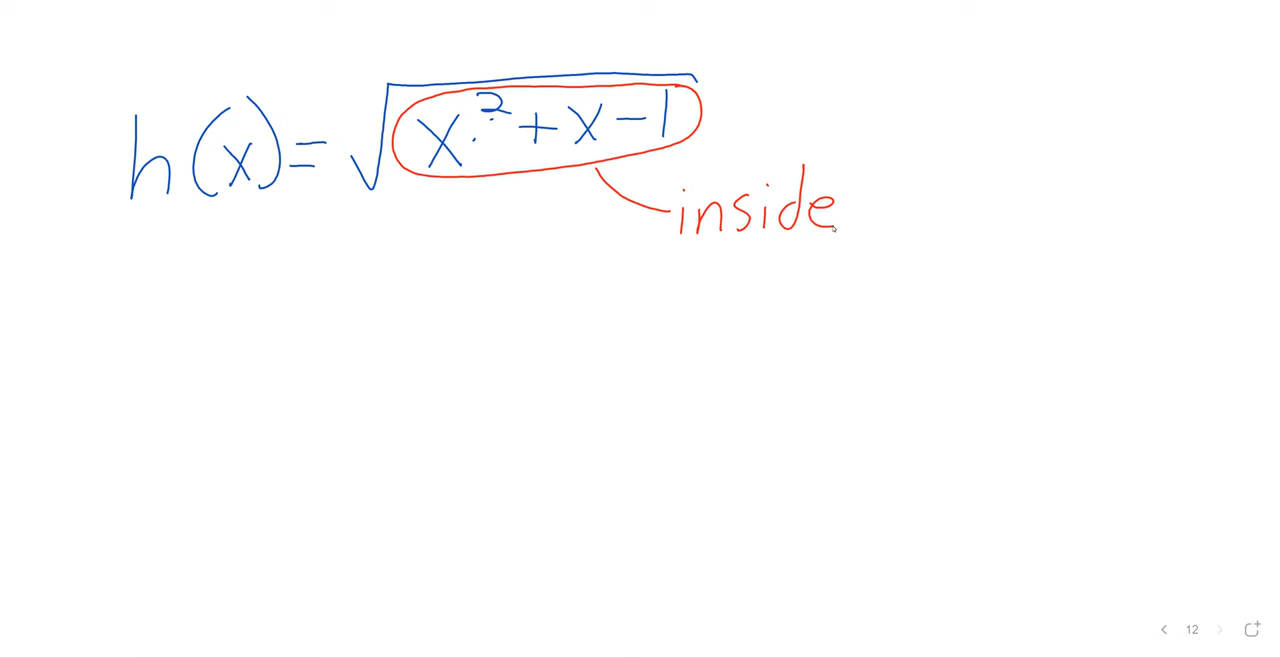 h(x) = √(x² + x − 1)
inside
12